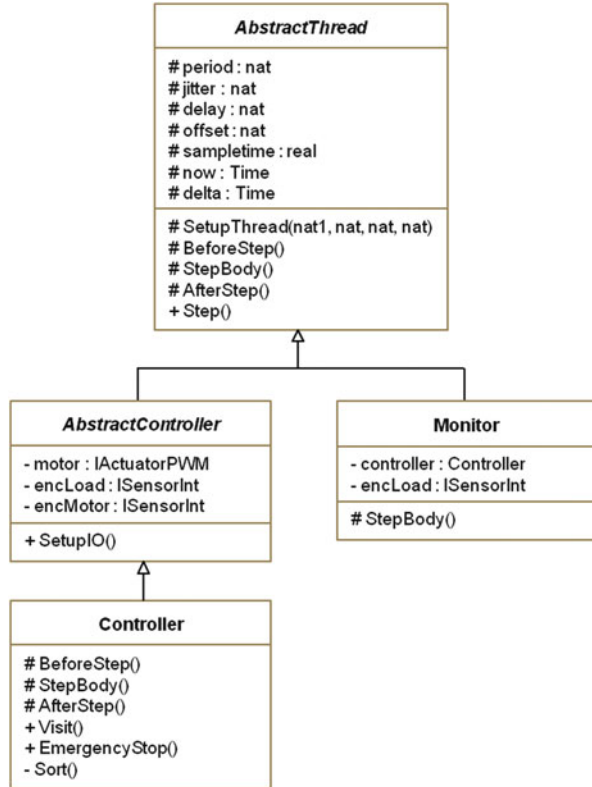 AbstractThread
# period : nat
# jitter : nat
# delay : nat
# offset : nat
# sampletime : real
# now : Time
# delta : Time
# SetupThread(nat1, nat, nat, nat)
# BeforeStep()
# StepBody()
# AfterStep()
+ Step()
AbstractController
- motor : IActuatorPWM
- encLoad : ISensorInt
- encMotor : ISensorInt
+ SetupIO()
Monitor
- controller : Controller
- encLoad : ISensorInt
# StepBody()
Controller
# BeforeStep()
# StepBody()
# AfterStep()
+ Visit()
+ EmergencyStop()
- Sort()